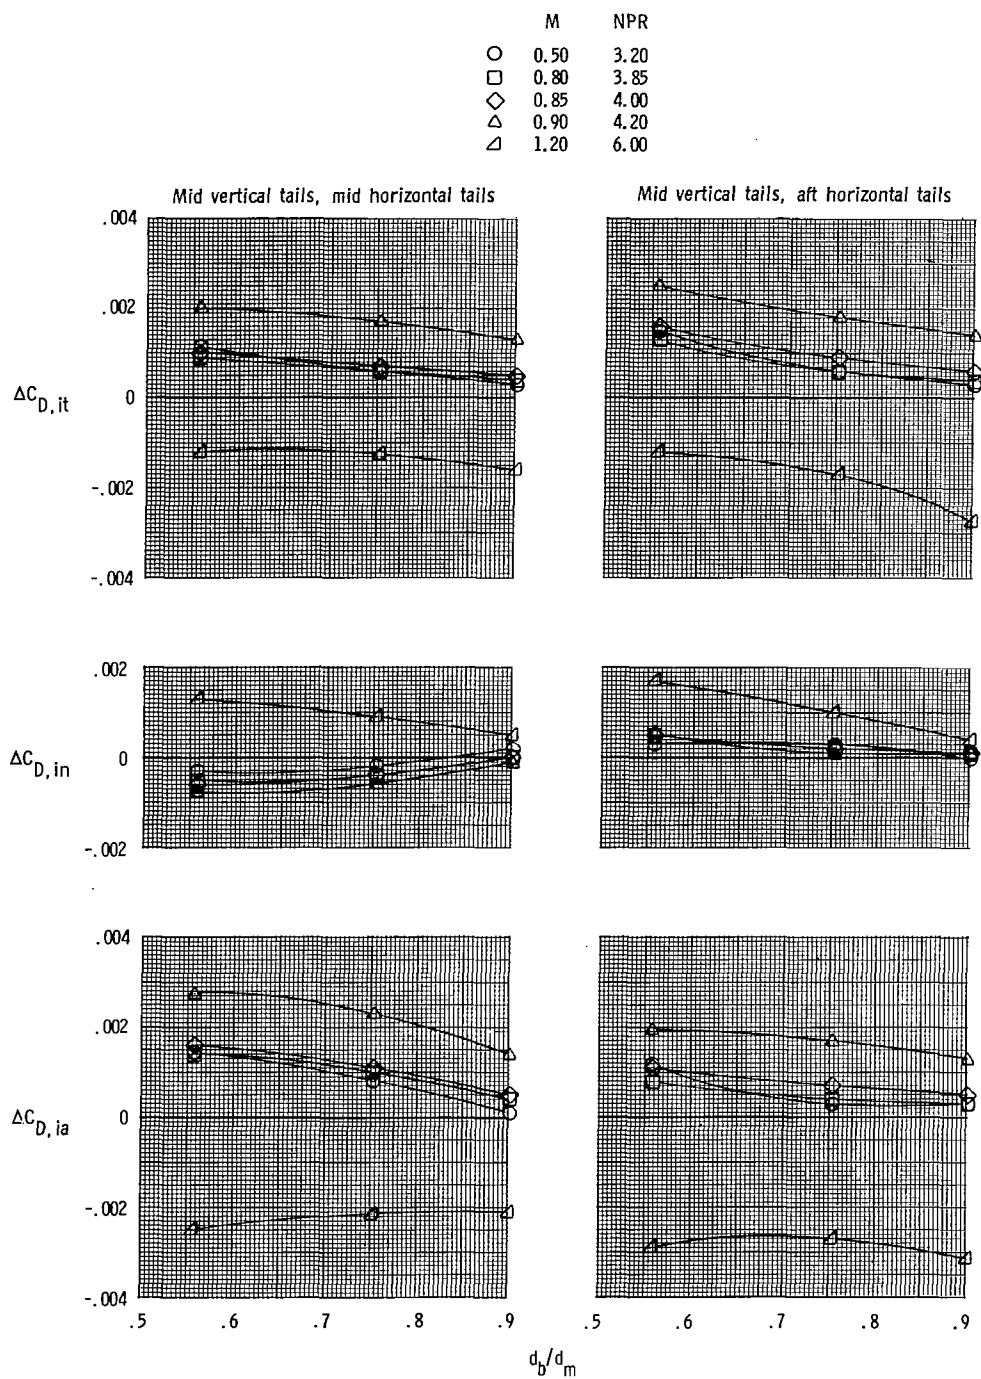 M NPR
0.50 3.20
0.80 3.85
0.85 4.00
0.90 4.20
1.20 6.00
Mid vertical tails, mid horizontal tails
Mid vertical tails, aft horizontal tails
.004
.002
ΔC_D,it
0
-.002
-.004
.002
ΔC_D,in
0
-.002
.004
.002
ΔC_D,ia
0
-.002
-.004
.5 .6 .7 .8 .9
.5 .6 .7 .8 .9
d_b/d_m